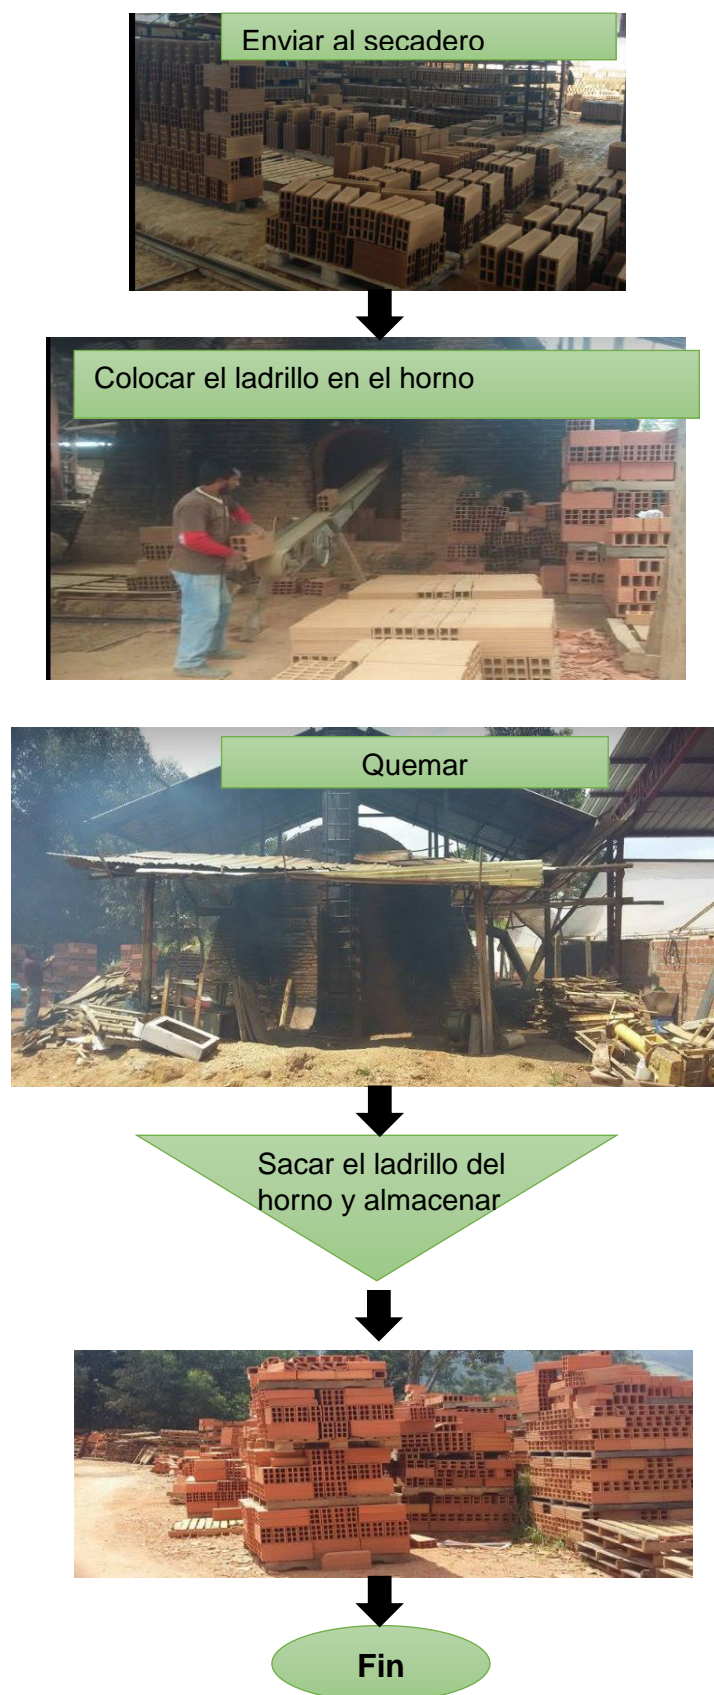 Enviar al secadero
Colocar el ladrillo en el horno
Quemar
Sacar el ladrillo del
horno y almacenar
Fin